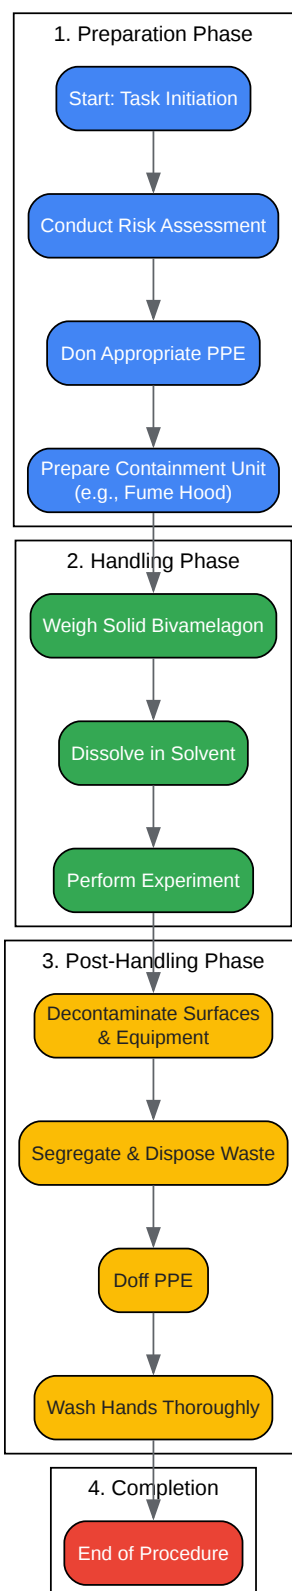 1. Preparation Phase
Start: Task Initiation
Conduct Risk Assessment
Don Appropriate PPE
Prepare Containment Unit
(e.g., Fume Hood)
2. Handling Phase
Weigh Solid Bivamelagon
Dissolve in Solvent
Perform Experiment
3. Post-Handling Phase
Decontaminate Surfaces
& Equipment
Segregate & Dispose Waste
Doff PPE
Wash Hands Thoroughly
4. Completion
End of Procedure